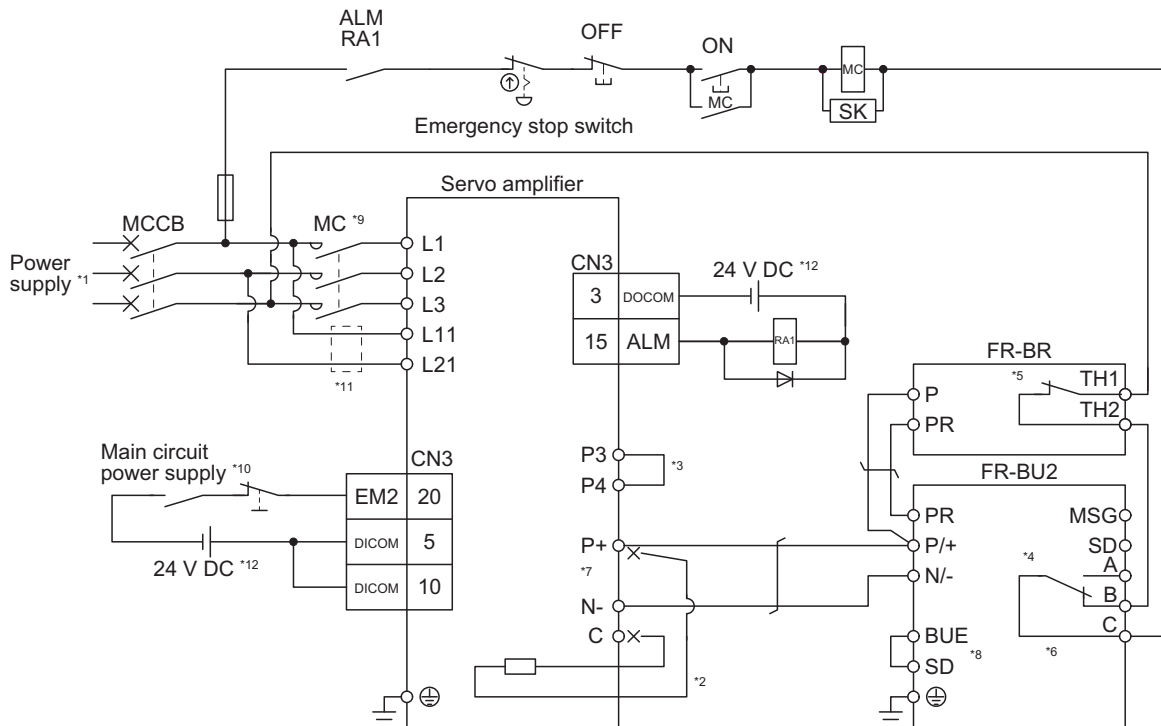 ALM
RA1
OFF
ON
MC
MC
SK
Emergency stop switch
Servo amplifier
MCCB
MC *9
L1
Power
supply *1
L2
L3
L11
L21
*11
CN3
24 V DC *12
3
DOCOM
15
ALM
RA1
FR-BR
P
*5
TH1
TH2
PR
Main circuit
power supply *10
CN3
EM2
20
DICOM
5
24 V DC *12
DICOM
10
P3
*3
P4
FR-BU2
PR
MSG
P+
P/+
SD
*7
*4
A
N-
N/-
B
C
C
BUE
*6
*8
*2
SD